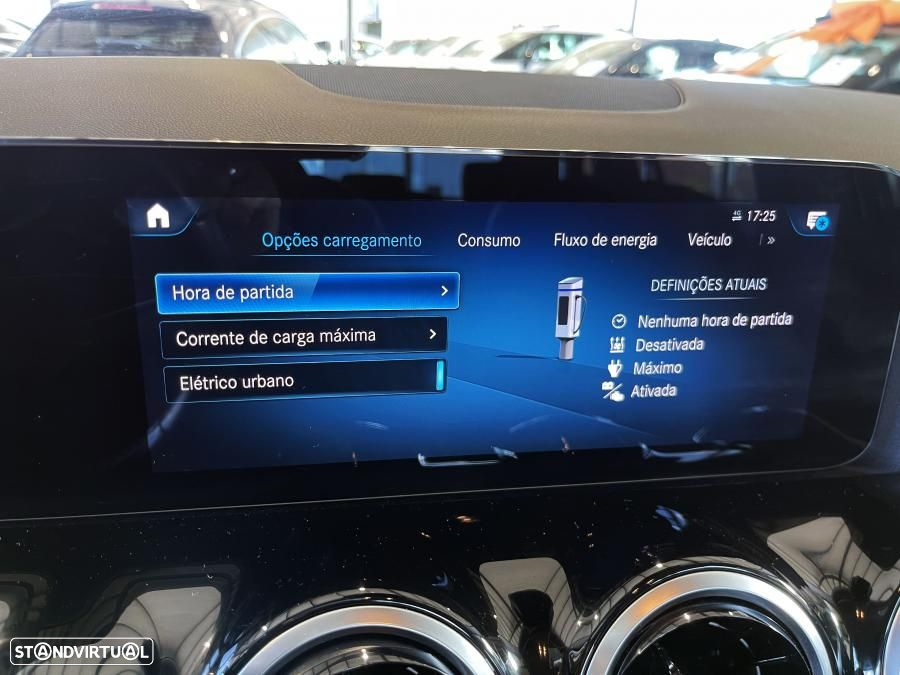 4G 17:25
Opções carregamento Consumo Fluxo de energia Veículo »
Hora de partida
Corrente de carga máxima
Elétrico urbano
DEFINIÇÕES ATUAIS
Nenhuma hora de partida
Desativada
Máximo
Ativada
STANDVIRTUAL